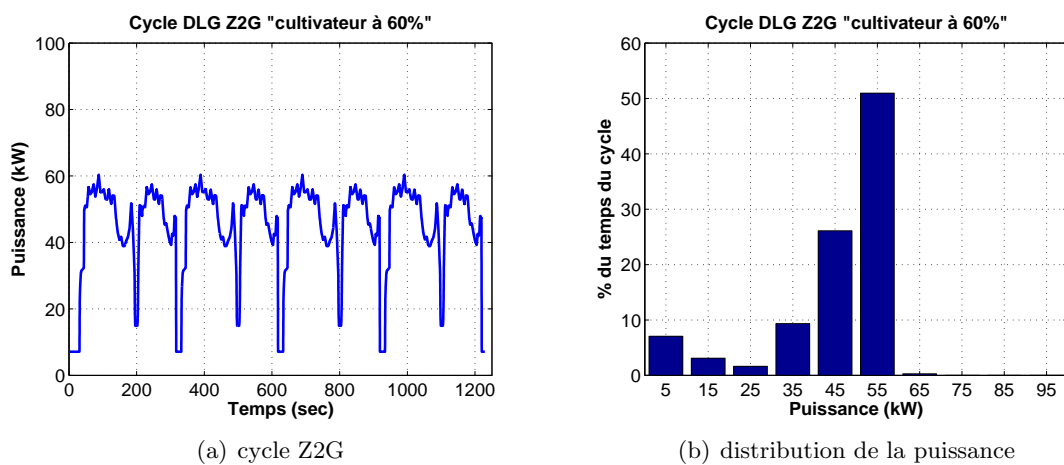 Cycle DLG Z2G "cultivateur à 60%"
100
80
60
40
20
0
Puissance (kW)
0 200 400 600 800 1000 1200
Temps (sec)
(a) cycle Z2G
Cycle DLG Z2G "cultivateur à 60%"
60
50
40
30
20
10
0
% du temps du cycle
5 15 25 35 45 55 65 75 85 95
Puissance (kW)
(b) distribution de la puissance